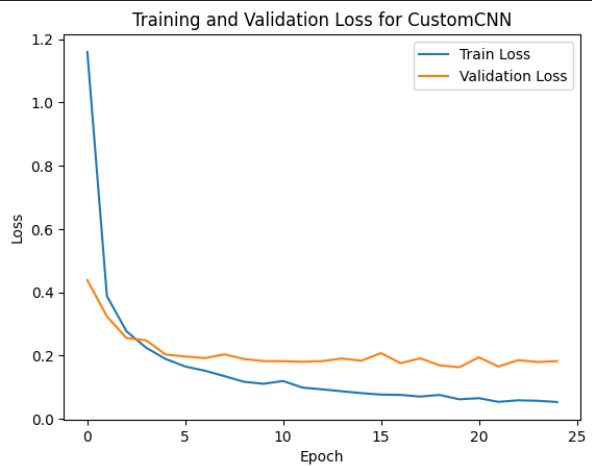 Training and Validation Loss for CustomCNN
Train Loss
Validation Loss
1.2
1.0
0.8
0.6
0.4
0.2
0.0
Loss
0 5 10 15 20 25
Epoch